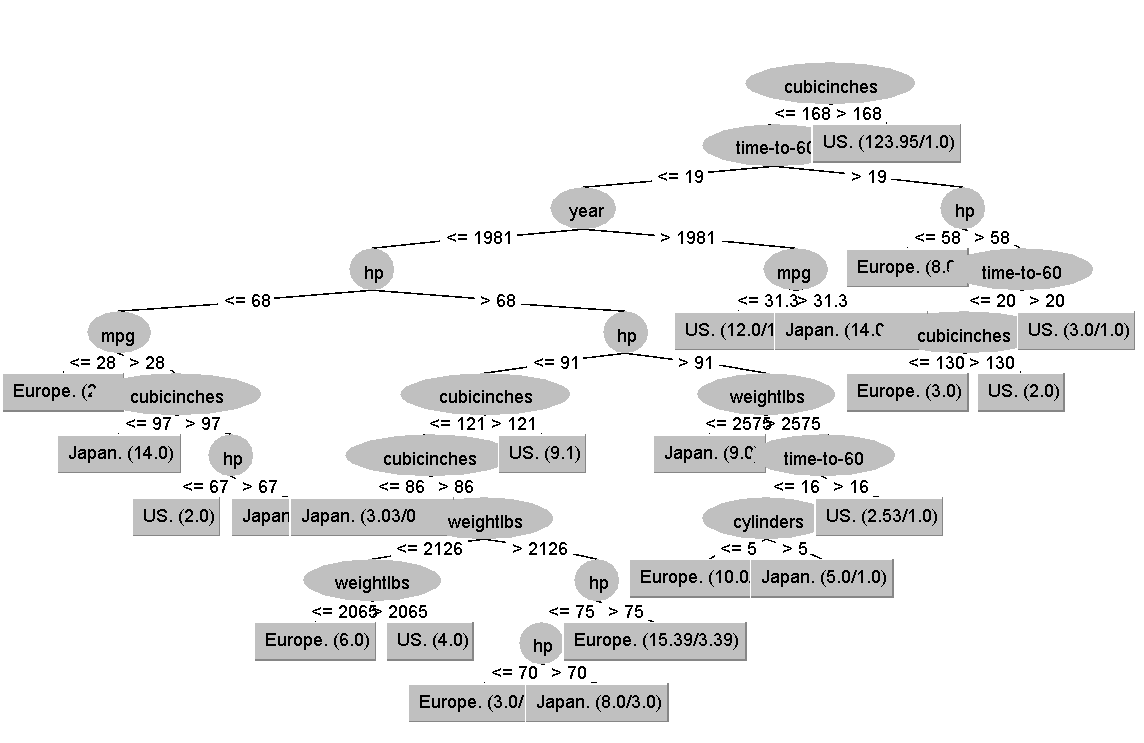 cubicinches
<= 168 > 168
time-to-60 US. (123.95/1.0)
<= 19 > 19
year hp
<= 1981 > 1981 <= 58 > 58
hp mpg Europe. (8.0 time-to-60
<= 68 > 68 <= 31.3 > 31.3 <= 20 > 20
mpg hp US. (12.0/1 Japan. (14.0 cubicinches US. (3.0/1.0)
<= 28 > 28 <= 91 > 91 <= 130 > 130
Europe. (2 cubicinches cubicinches weightlbs Europe. (3.0) US. (2.0)
<= 97 > 97 <= 121 > 121 <= 2575 > 2575
Japan. (14.0) hp cubicinches US. (9.1) Japan. (9.0 time-to-60
<= 67 > 67 <= 86 > 86 <= 16 > 16
US. (2.0) Japan Japan. (3.03/0 weightlbs cylinders US. (2.53/1.0)
<= 2126 > 2126 <= 5 > 5
weightlbs hp Europe. (10.0 Japan. (5.0/1.0)
<= 2065 > 2065 <= 75 > 75
Europe. (6.0) US. (4.0) hp Europe. (15.39/3.39)
<= 70 > 70
Europe. (3.0/ Japan. (8.0/3.0)